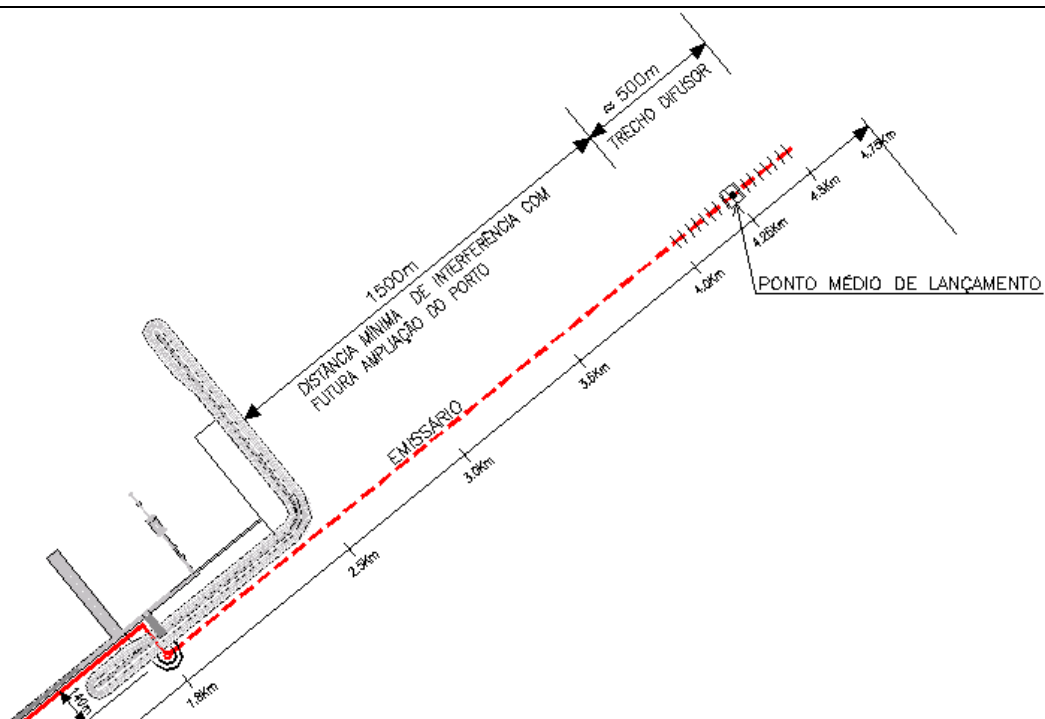 ≈ 500m
TRECHO DIFUSOR
1500m
DISTÂNCIA MÍNIMA DE INTERFERÊNCIA COM
FUTURA AMPLIAÇÃO DO PORTO
4.75Km
4.5Km
4.25Km
4.0Km
PONTO MÉDIO DE LANÇAMENTO
3.5Km
EMISSÁRIO
3.0Km
2.5Km
1.8Km
140m